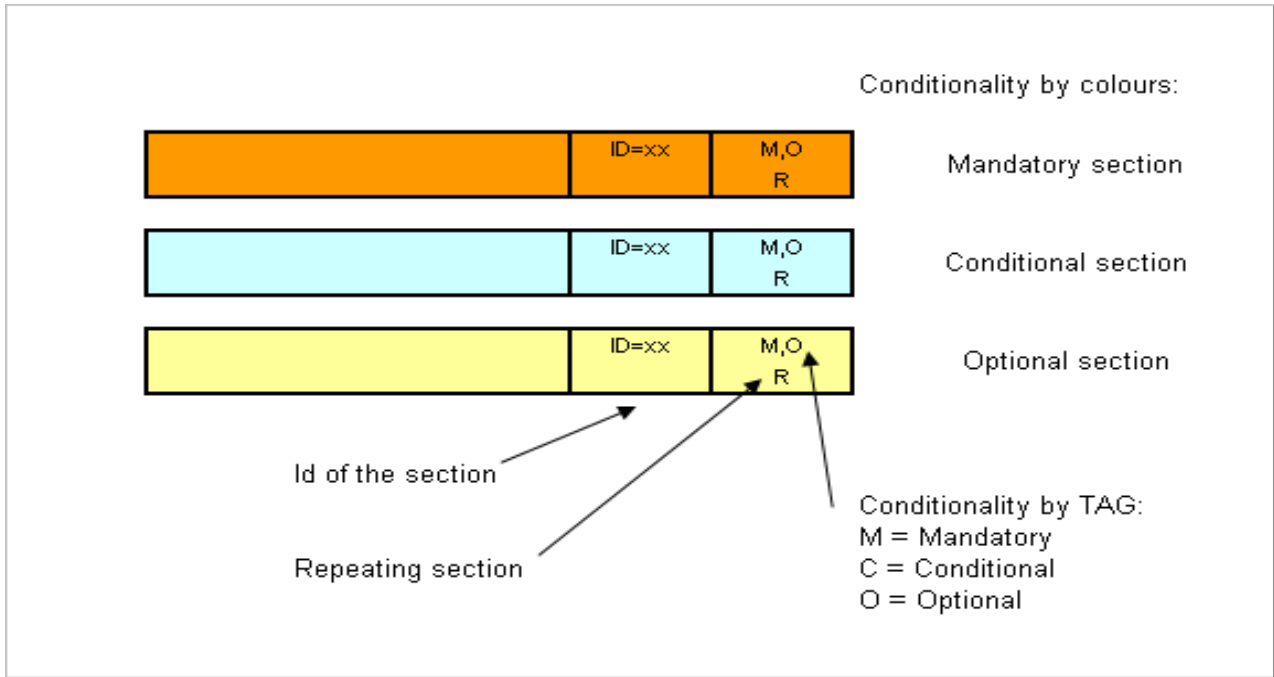 Conditionality by colours:
ID=xx M,O
R
Mandatory section
ID=xx M,O
R
Conditional section
ID=xx M,O
R
Optional section
Id of the section
Repeating section
Conditionality by TAG:
M = Mandatory
C = Conditional
O = Optional